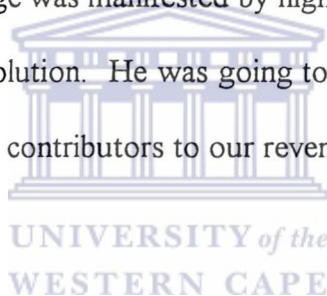 ge was manifested by high
olution. He was going to
contributors to our reven
UNIVERSITY of the
WESTERN CAPE